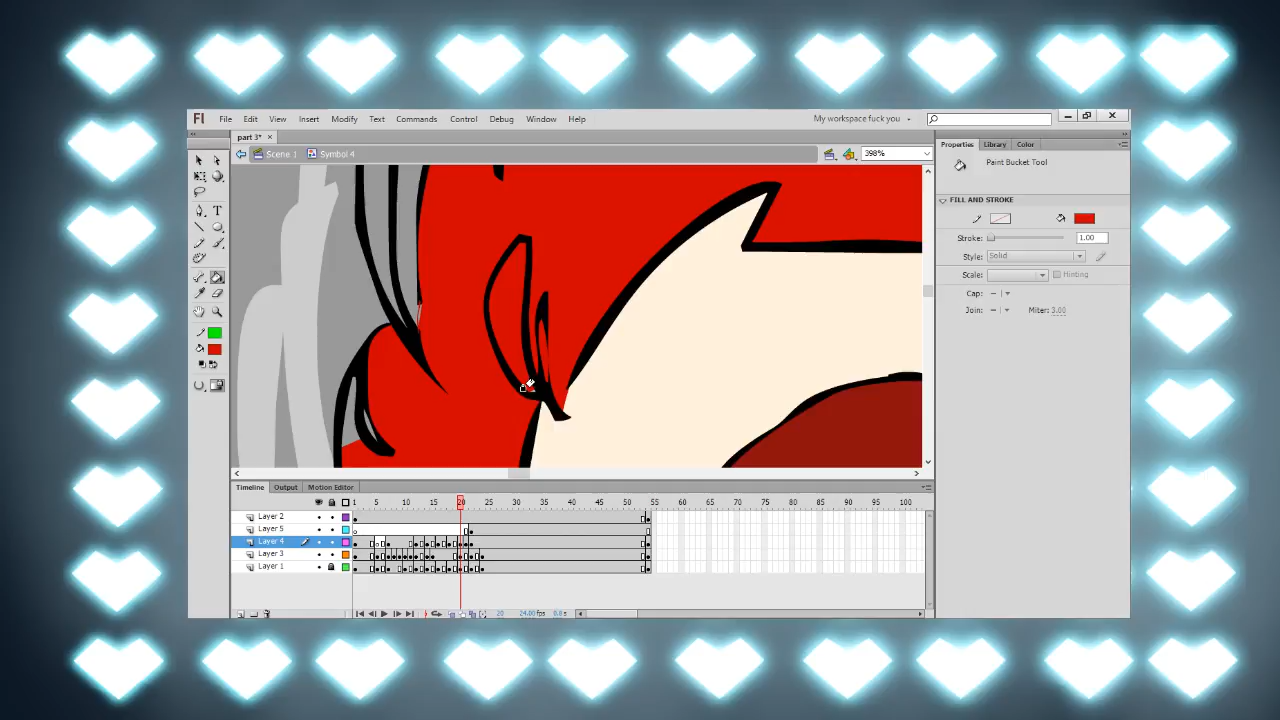 Fl File Edit View Insert Modify Text Commands Control Debug Window Help My workspace fuck you
part 3* ×
Scene 1 Symbol 4 398%
Properties Library Color
Paint Bucket Tool
FILL AND STROKE
Stroke: 1.00
Style: Solid
Scale: Hinting
Cap:
Join: Miter: 3.00
Timeline Output Motion Editor
1 5 10 15 20 25 30 35 40 45 50 55 60 65 70 75 80 85 90 95 100
Layer 2
Layer 5
Layer 4
Layer 3
Layer 1
20 24.00 fps 0.8 s